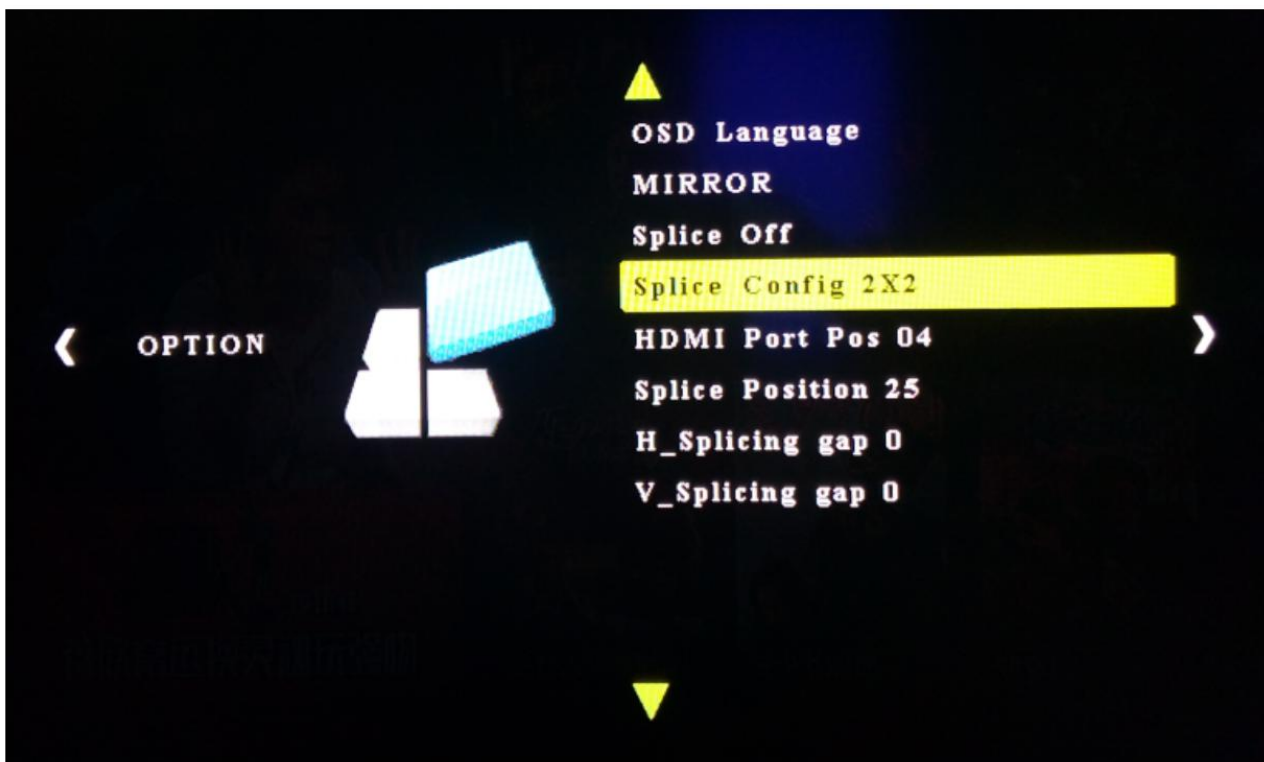 OPTION
OSD Language
MIRROR
Splice Off
Splice Config 2X2
HDMI Port Pos 04
Splice Position 25
H_Splicing gap 0
V_Splicing gap 0